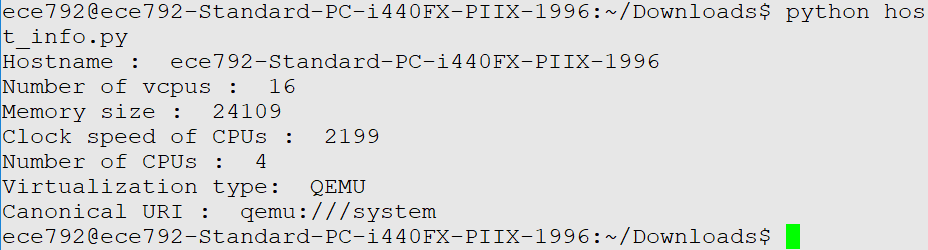 ece792@ece792-Standard-PC-i440FX-PIIX-1996:~/Downloads$ python hos
t_info.py
Hostname :  ece792-Standard-PC-i440FX-PIIX-1996
Number of vcpus :  16
Memory size :  24109
Clock speed of CPUs :  2199
Number of CPUs :  4
Virtualization type:  QEMU
Canonical URI :  qemu:///system
ece792@ece792-Standard-PC-i440FX-PIIX-1996:~/Downloads$